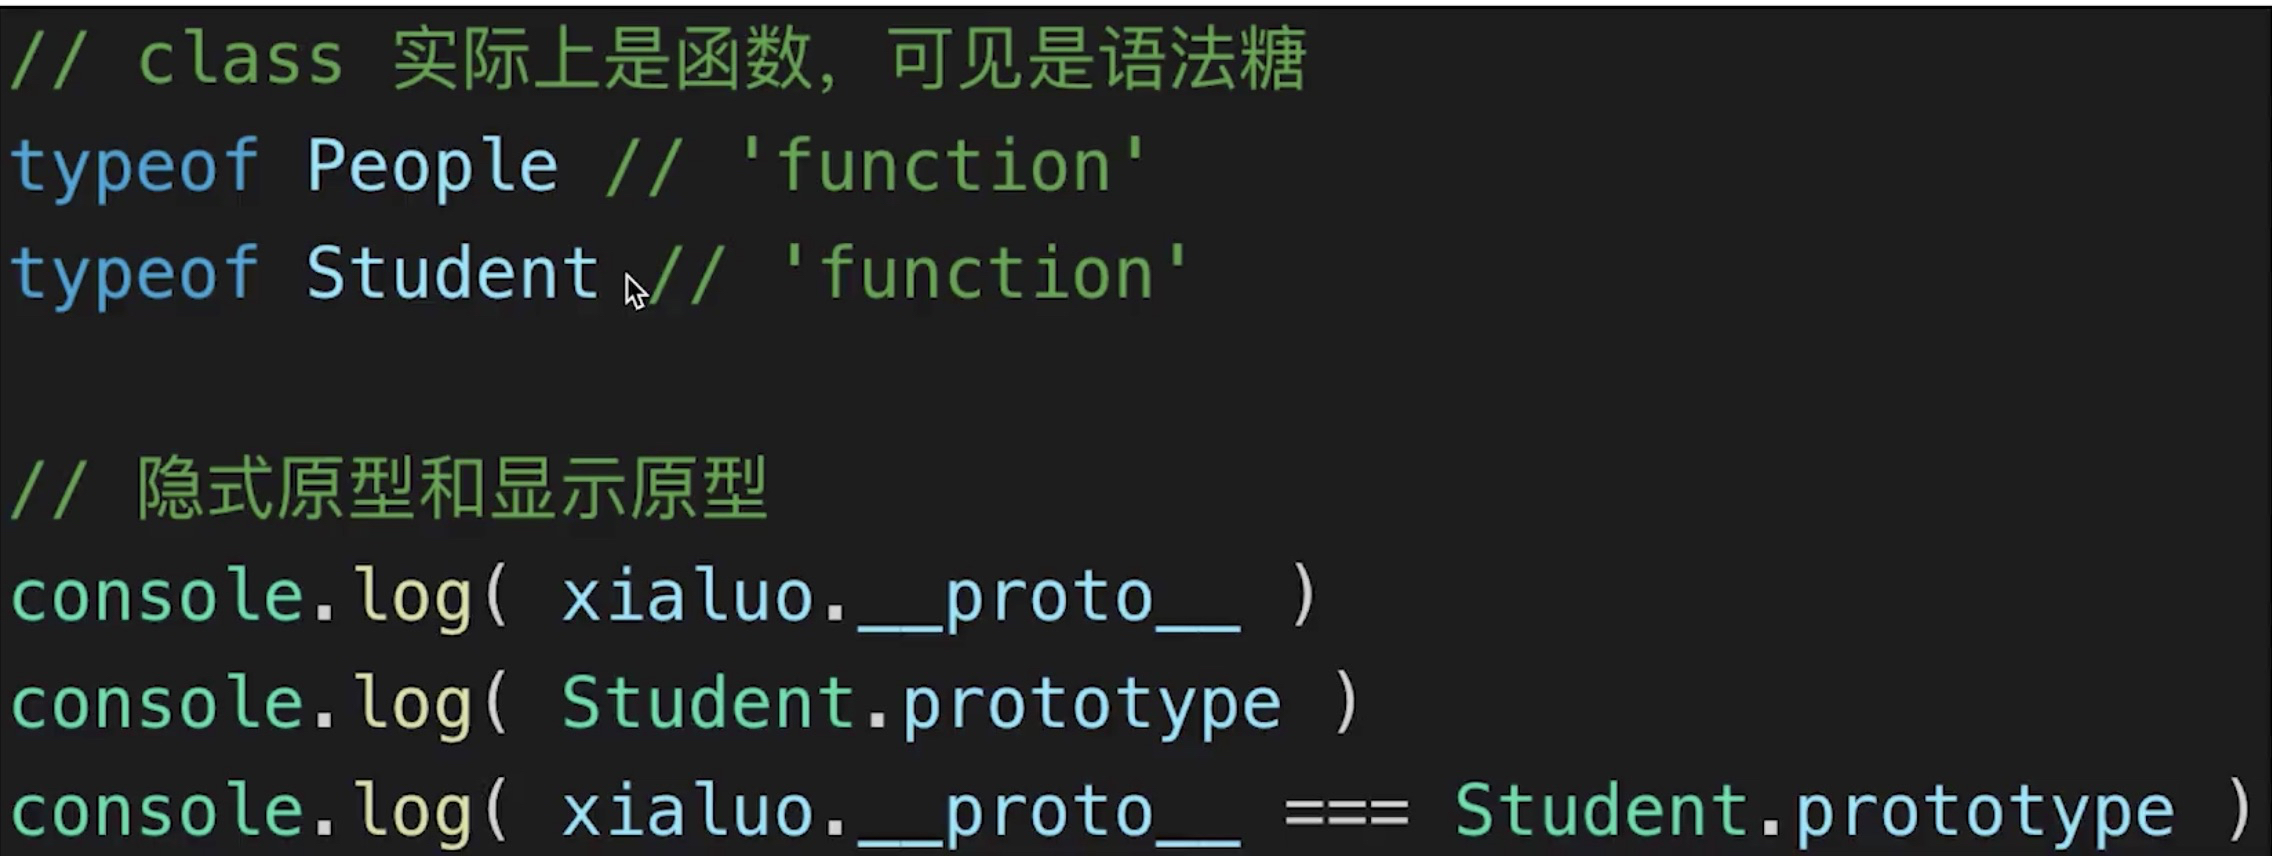 // class 实际上是函数，可见是语法糖
typeof People // 'function'
typeof Student // 'function'
// 隐式原型和显示原型
console.log( xialuo.__proto__ )
console.log( Student.prototype )
console.log( xialuo.__proto__ === Student.prototype )